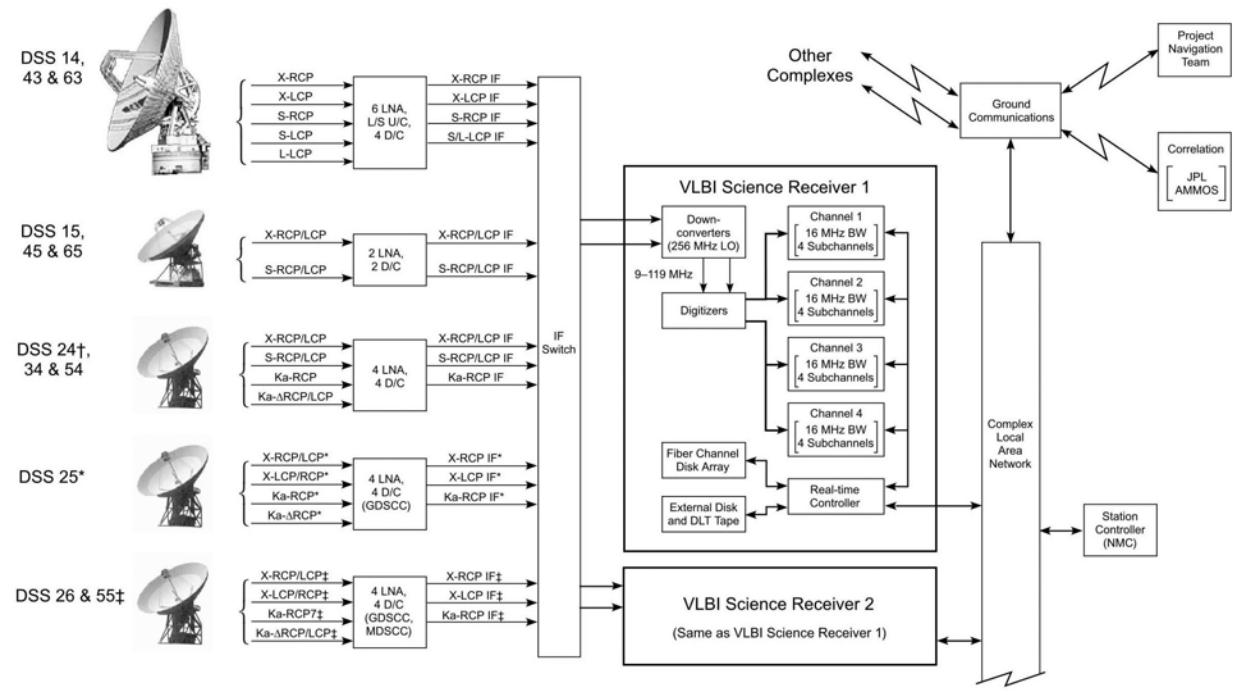 DSS 14,
43 & 63
X-RCP
X-LCP
S-RCP
S-LCP
L-LCP
6 LNA,
L/S U/C,
4 D/C
X-RCP IF
X-LCP IF
S-RCP IF
S/L-LCP IF
DSS 15,
45 & 65
X-RCP/LCP
S-RCP/LCP
2 LNA,
2 D/C
X-RCP/LCP IF
S-RCP/LCP IF
DSS 24†,
34 & 54
X-RCP/LCP
S-RCP/LCP
Ka-RCP
Ka-ΔRCP/LCP
4 LNA,
4 D/C
X-RCP/LCP IF
S-RCP/LCP IF
Ka-RCP IF
DSS 25*
X-RCP/LCP*
X-LCP/RCP*
Ka-RCP*
Ka-ΔRCP*
4 LNA,
4 D/C
(GDSCC)
X-RCP IF*
X-LCP IF*
Ka-RCP IF*
DSS 26 & 55‡
X-RCP/LCP‡
X-LCP/RCP‡
Ka-RCP7‡
Ka-ΔRCP/LCP‡
4 LNA,
4 D/C
(GDSCC,
MDSCC)
X-RCP IF‡
X-LCP IF‡
Ka-RCP IF‡
IF
Switch
VLBI Science Receiver 1
Down-
converters
(256 MHz LO)
9–119 MHz
Digitizers
Channel 1
16 MHz BW
4 Subchannels
Channel 2
16 MHz BW
4 Subchannels
Channel 3
16 MHz BW
4 Subchannels
Channel 4
16 MHz BW
4 Subchannels
Fiber Channel
Disk Array
External Disk
and DLT Tape
Real-time
Controller
VLBI Science Receiver 2
(Same as VLBI Science Receiver 1)
Other
Complexes
Ground
Communications
Project
Navigation
Team
Correlation
JPL
AMMOS
Complex
Local
Area
Network
Station
Controller
(NMC)